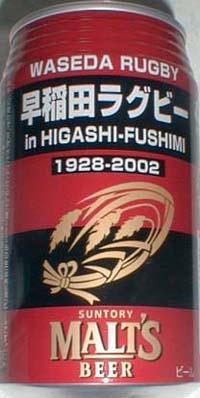 WASEDA RUGBY
早稲田ラグビー
in HIGASHI-FUSHIMI
1928-2002
SUNTORY
MALT'S
BEER
ビール